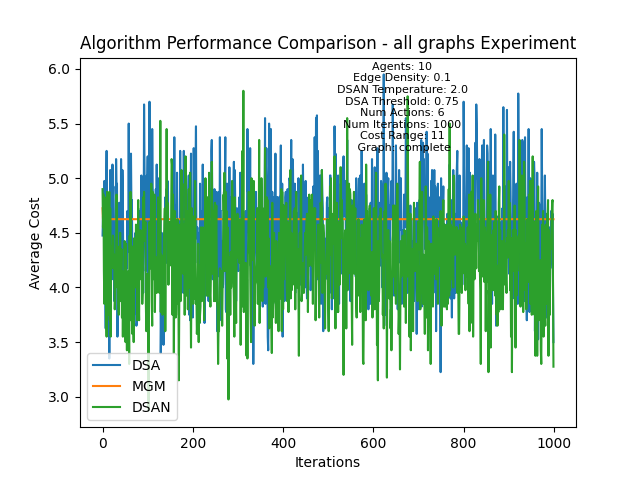 Algorithm Performance Comparison - all graphs Experiment
Agents: 10
Edge Density: 0.1
DSAN Temperature: 2.0
DSA Threshold: 0.75
Num Actions: 6
Num Iterations: 1000
Cost Range: 11
Graph: complete
6.0
5.5
5.0
4.5
4.0
3.5
3.0
Average Cost
DSA
MGM
DSAN
0
200
400
600
800
1000
Iterations